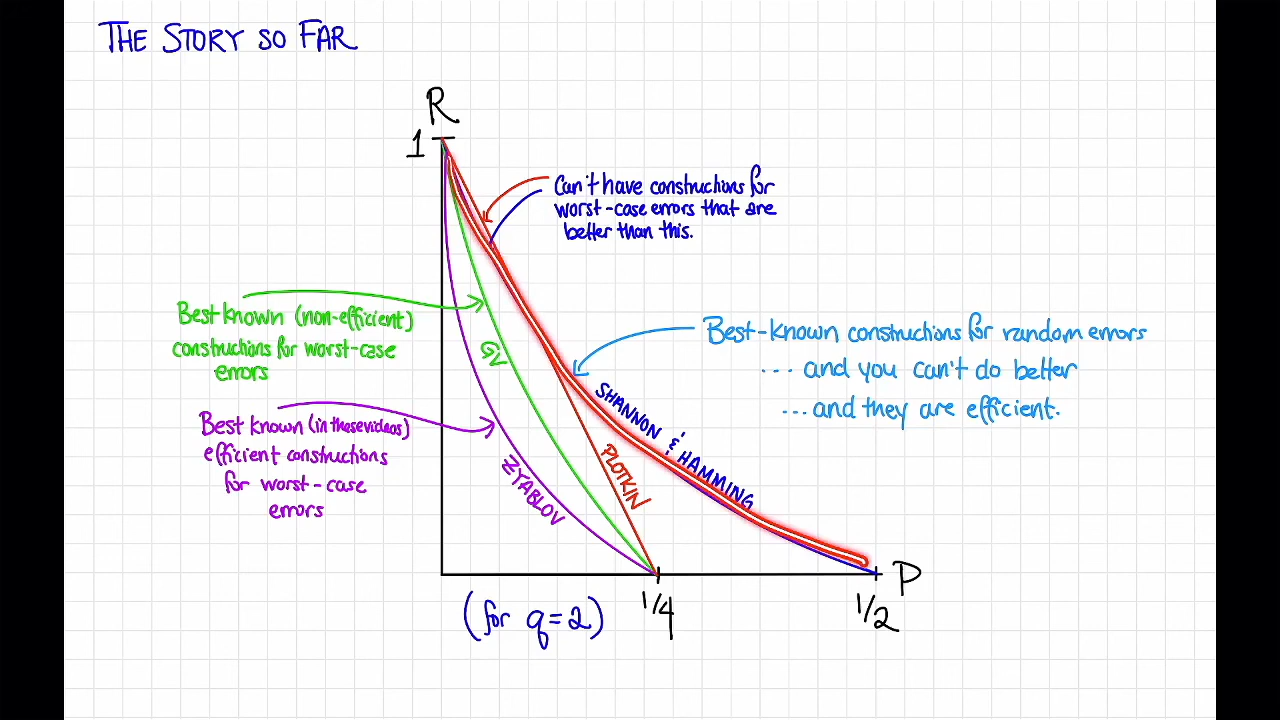 THE STORY SO FAR
R
1
Can't have constructions for
worst-case errors that are
better than this.
Best known (non-efficient)
constructions for worst-case
errors
GV
Best-known constructions for random errors
... and you can't do better
... and they are efficient.
SHANNON & HAMMING
PLOTKIN
Best known (in these videos)
efficient constructions
for worst-case
errors
ZYABLOV
P
(for q=2)
1/4
1/2